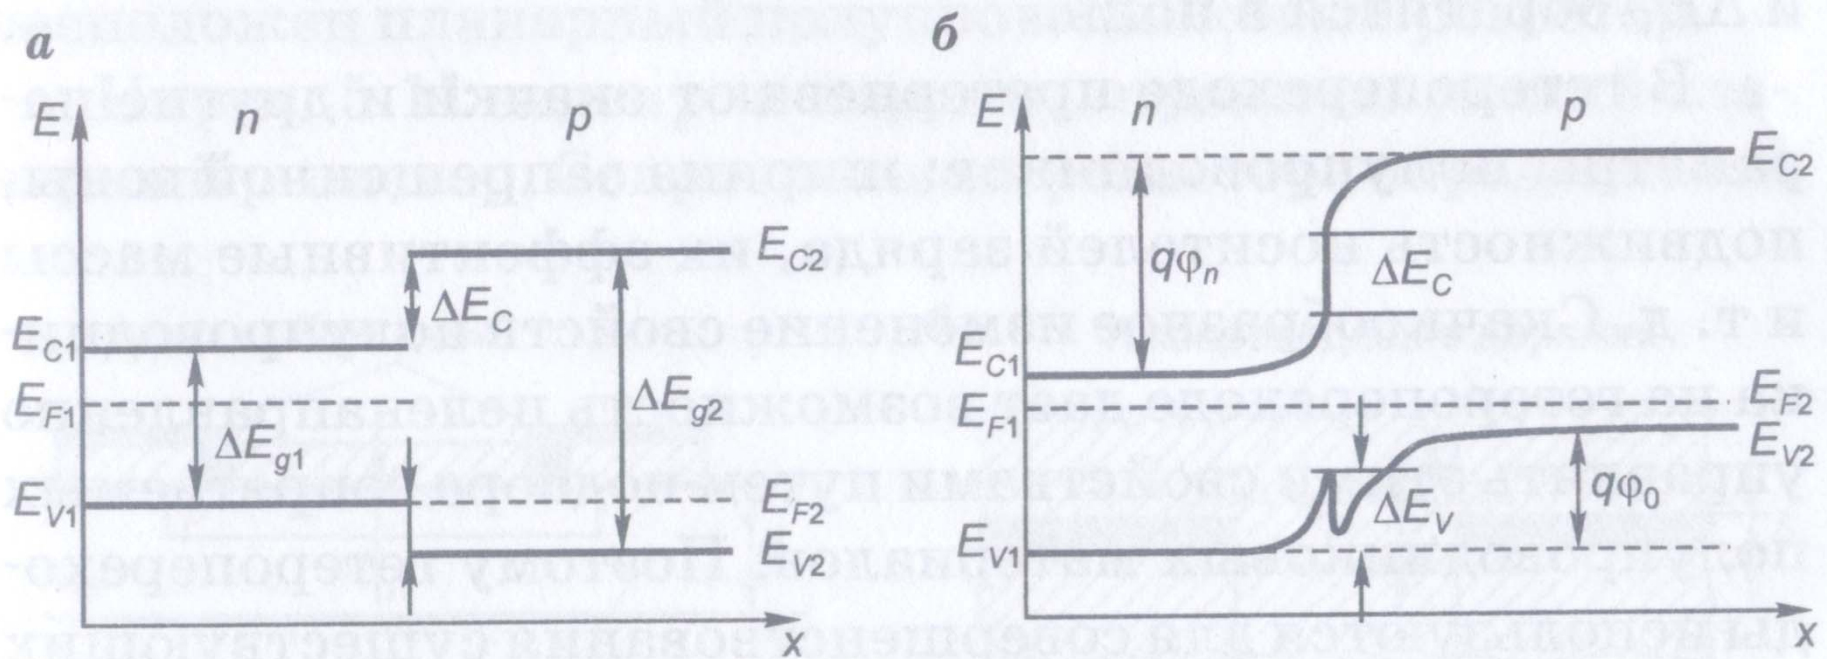 а
E
n
p
E_C2
ΔE_C
E_C1
ΔE_g2
E_F1
ΔE_g1
E_V1
E_F2
E_V2
x
б
E
n
p
E_C2
qφ_n
ΔE_C
E_C1
E_F2
E_F1
E_V2
ΔE_V
qφ_0
E_V1
x